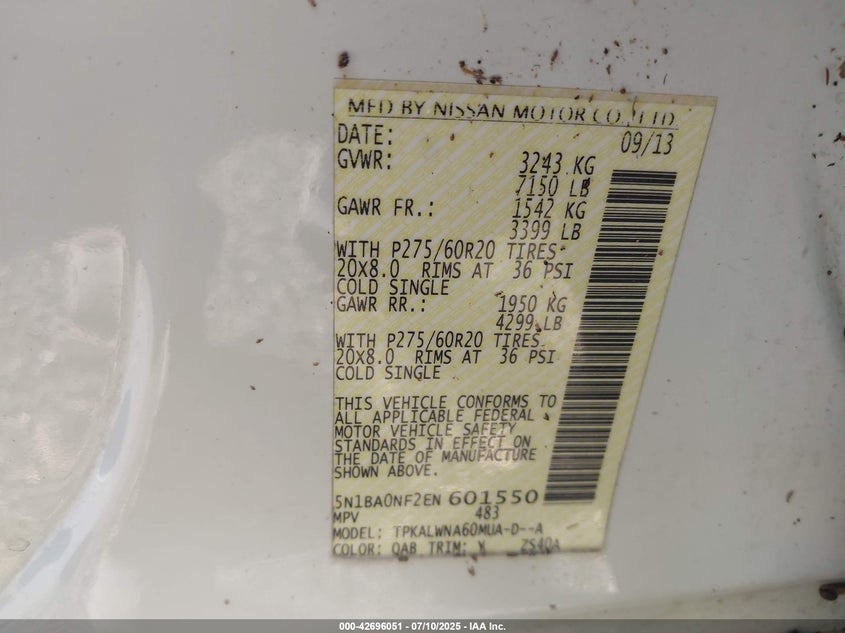 MFD BY NISSAN MOTOR CO.,LTD.
DATE: 09/13
GVWR: 3243 KG
7150 LB
GAWR FR.: 1542 KG
3399 LB
WITH P275/60R20 TIRES
20X8.0 RIMS AT 36 PSI
COLD SINGLE
GAWR RR.: 1950 KG
4299 LB
WITH P275/60R20 TIRES
20X8.0 RIMS AT 36 PSI
COLD SINGLE
THIS VEHICLE CONFORMS TO
ALL APPLICABLE FEDERAL
MOTOR VEHICLE SAFETY
STANDARDS IN EFFECT ON
THE DATE OF MANUFACTURE
SHOWN ABOVE.
5N1BA0NF2EN 601550
MPV 483
MODEL: TPKALWNA60MUA-D--A
COLOR: QAB TRIM: ZS40A
000-42696051 - 07/10/2025 - IAA Inc.